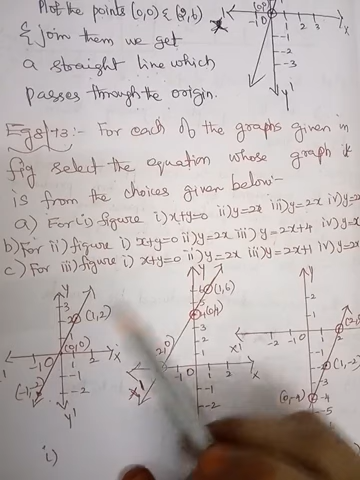 Plot the points (0,0) & (2,6)
& join them we get
a straight line which
passes through the origin.
For each of the graphs given in
fig select the equation whose graph it
is from the choices given below:-
a) For (i) figure i) x+y=0 ii) y=2x iii) y=2x iv) y=
b) For ii) figure i) x+y=0 ii) y=2x iii) y=2x+4 iv) y=
c) For iii) figure i) x+y=0 ii) y=2x iii) y=2x+1 iv) y=
(1,2)
(0,0)
(-1,-2)
(1,6)
(0,4)
(1,-2)
(0,-4)
i)